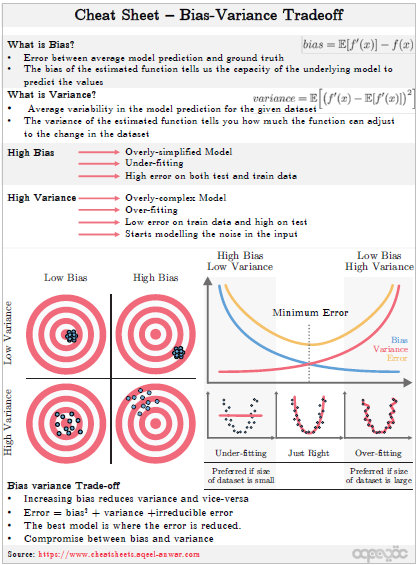 Cheat Sheet – Bias-Variance Tradeoff
What is Bias?
bias = 𝔼[f′(x)] − f(x)
• Error between average model prediction and ground truth
• The bias of the estimated function tells us the capacity of the underlying model to
predict the values
What is Variance?
variance = 𝔼[(f′(x) − 𝔼[f′(x)])²]
• Average variability in the model prediction for the given dataset
• The variance of the estimated function tells you how much the function can adjust
to the change in the dataset
High Bias
Overly-simplified Model
Under-fitting
High error on both test and train data
High Variance
Overly-complex Model
Over-fitting
Low error on train data and high on test
Starts modelling the noise in the input
Low Bias
High Bias
Low Variance
High Variance
High Bias
Low Variance
Low Bias
High Variance
Minimum Error
Bias
Variance
Error
Under-fitting
Just Right
Over-fitting
Preferred if size
of dataset is small
Preferred if size
of dataset is large
Bias variance Trade-off
• Increasing bias reduces variance and vice-versa
• Error = bias² + variance +irreducible error
• The best model is where the error is reduced.
• Compromise between bias and variance
Source: https://www.cheatsheets.aqeel-anwar.com